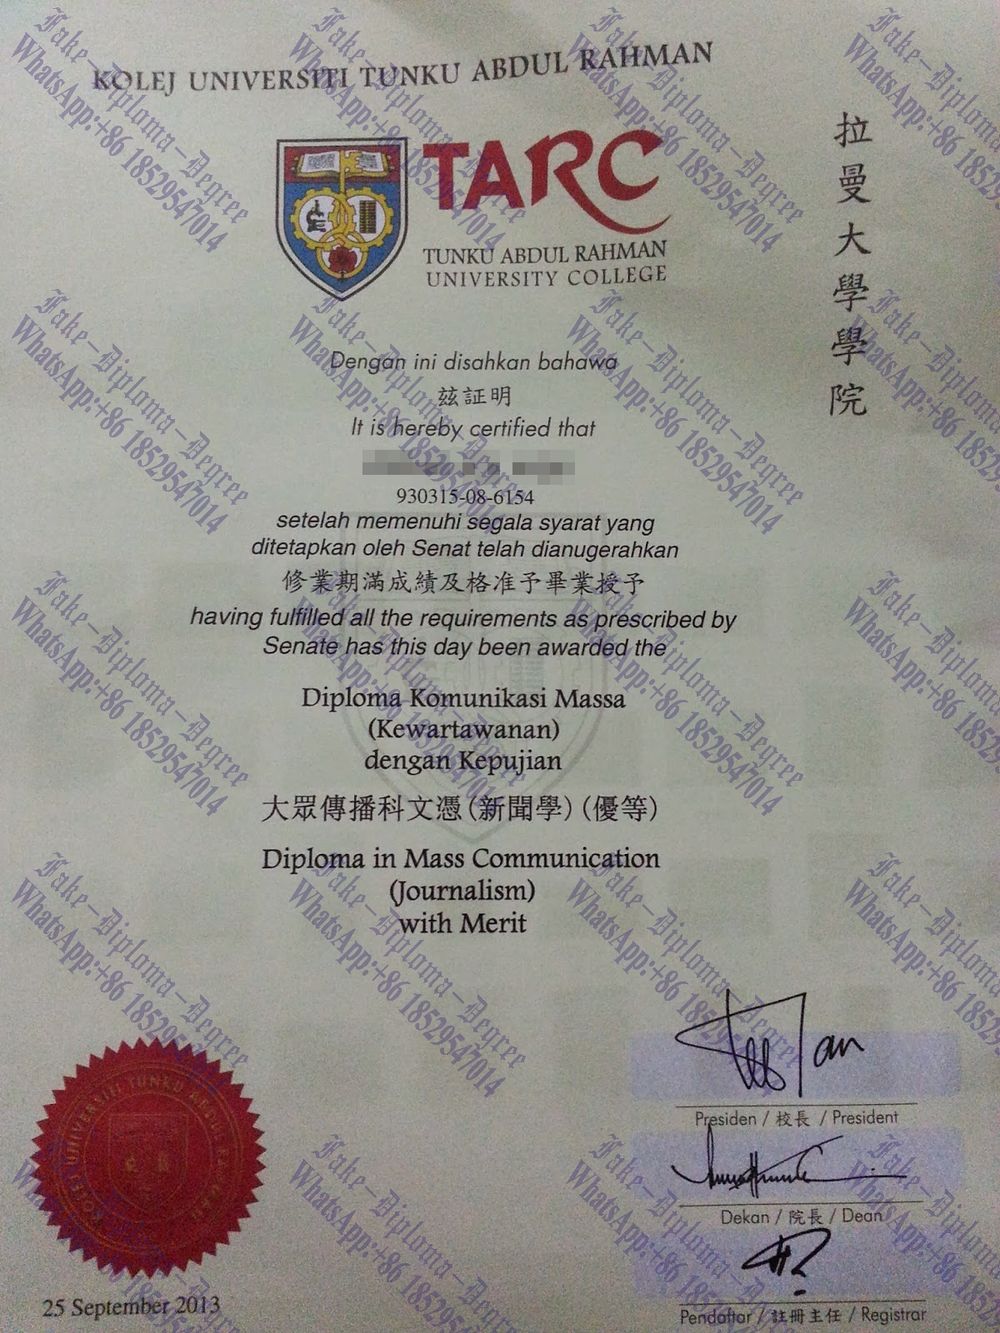 KOLEJ UNIVERSITI TUNKU ABDUL RAHMAN
拉曼大學學院
TARC
TUNKU ABDUL RAHMAN
UNIVERSITY COLLEGE
Dengan ini disahkan bahawa
茲証明
It is hereby certified that
930315-08-6154
setelah memenuhi segala syarat yang
ditetapkan oleh Senat telah dianugerahkan
修業期滿成績及格准予畢業授予
having fulfilled all the requirements as prescribed by
Senate has this day been awarded the
Diploma Komunikasi Massa
(Kewartawanan)
dengan Kepujian
大眾傳播科文憑(新聞學)(優等)
Diploma in Mass Communication
(Journalism)
with Merit
Presiden / 校長 / President
Dekan / 院長 / Dean
Pendaftar / 註冊主任 / Registrar
KOLEJ UNIVERSITI TUNKU ABDUL RAHMAN
25 September 2013
Fake-Diploma-Degree
WhatsApp:+86 18529547014